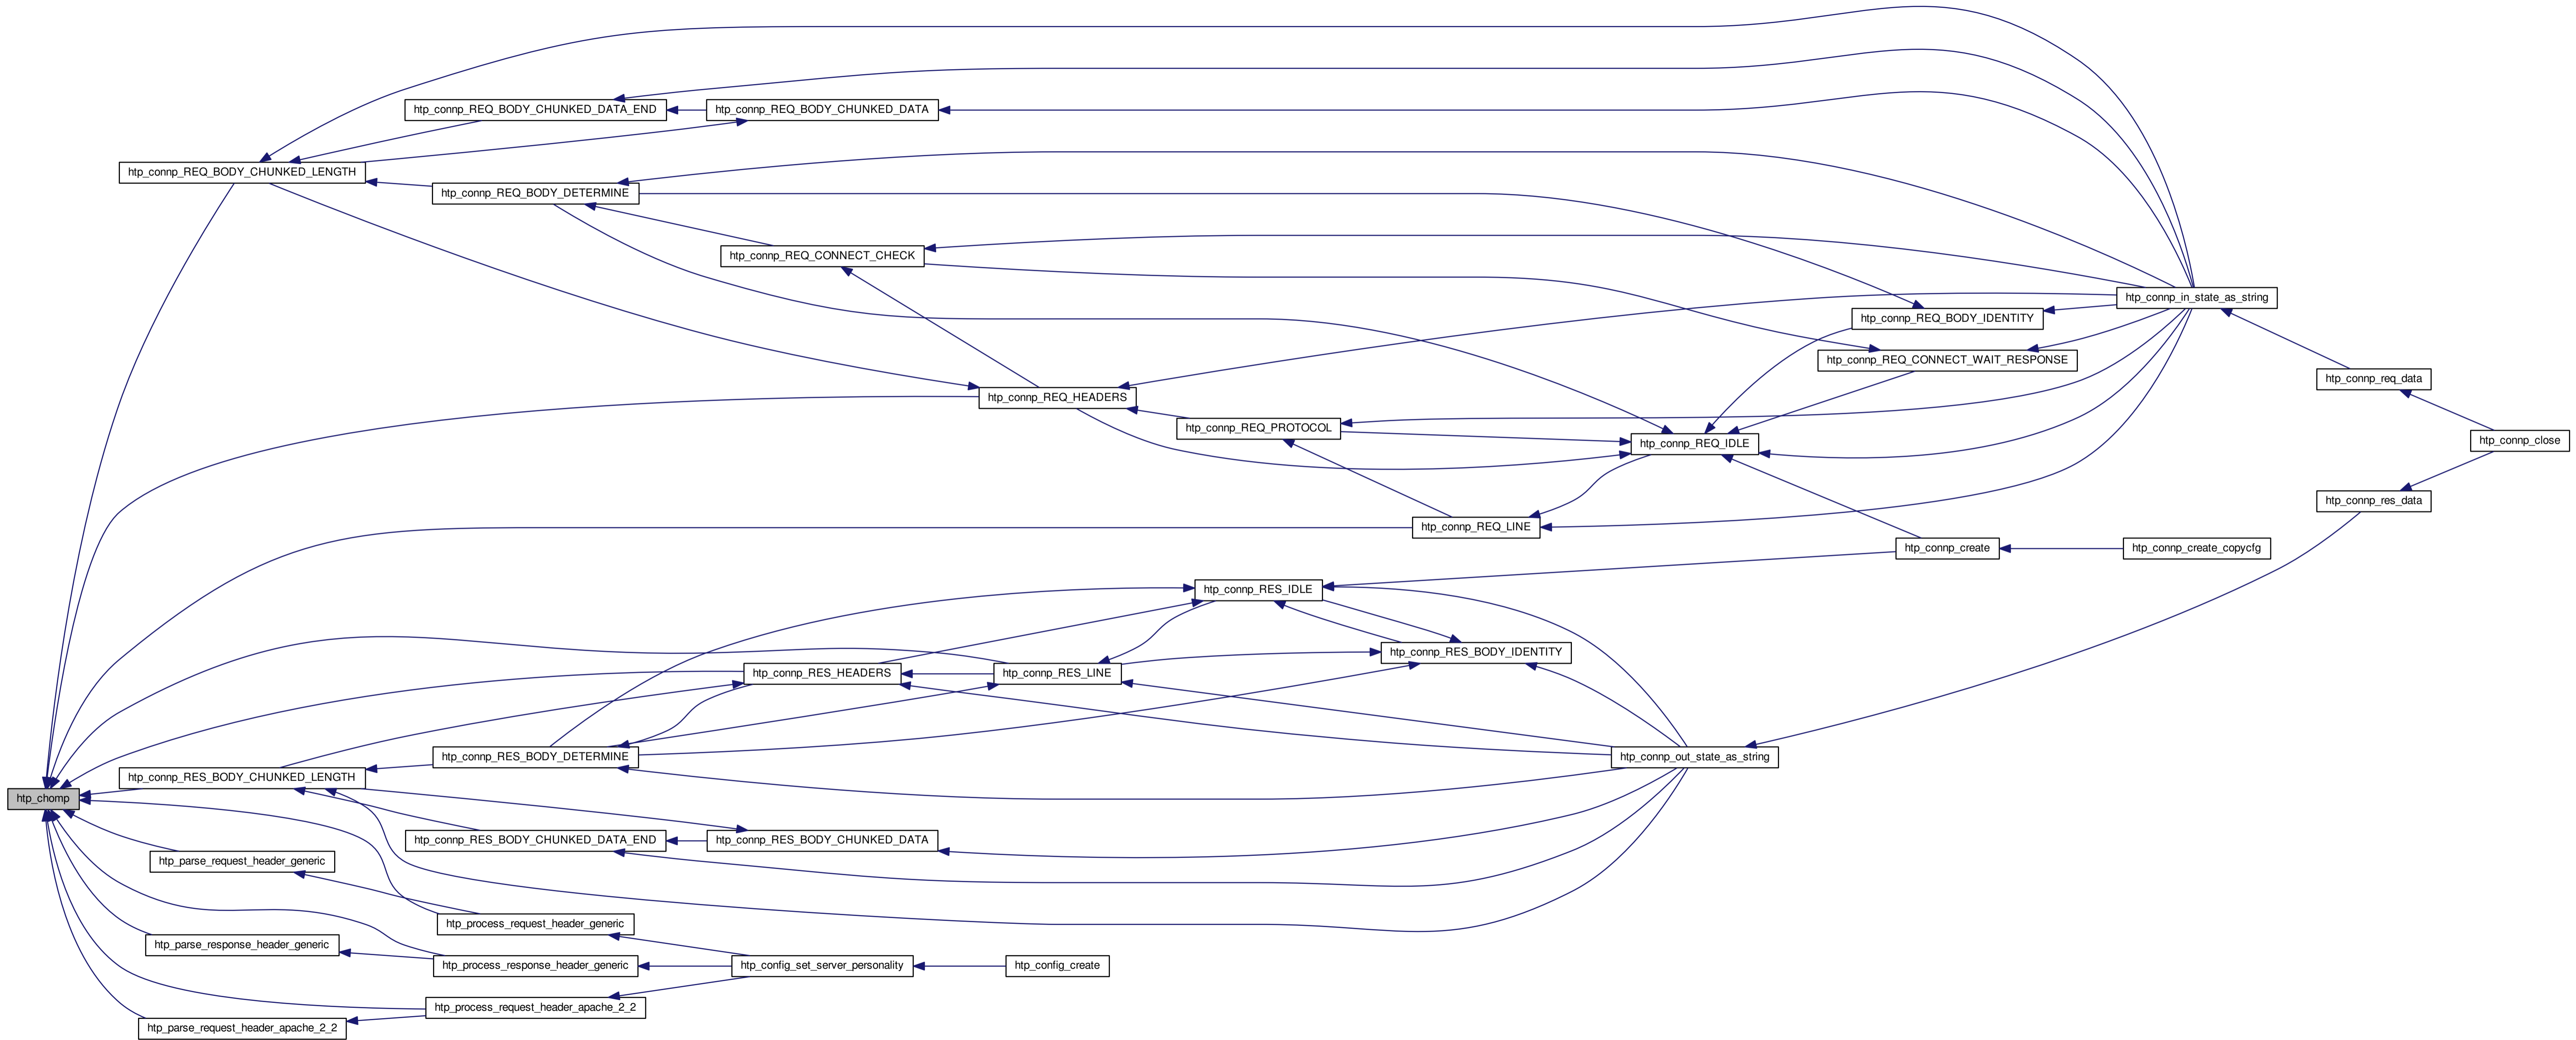 htp_connp_REQ_BODY_CHUNKED_DATA_END
htp_connp_REQ_BODY_CHUNKED_DATA
htp_connp_REQ_BODY_CHUNKED_LENGTH
htp_connp_REQ_BODY_DETERMINE
htp_connp_REQ_CONNECT_CHECK
htp_connp_in_state_as_string
htp_connp_REQ_BODY_IDENTITY
htp_connp_REQ_CONNECT_WAIT_RESPONSE
htp_connp_req_data
htp_connp_REQ_HEADERS
htp_connp_REQ_PROTOCOL
htp_connp_REQ_IDLE
htp_connp_close
htp_connp_res_data
htp_connp_REQ_LINE
htp_connp_create
htp_connp_create_copycfg
htp_connp_RES_IDLE
htp_connp_RES_BODY_IDENTITY
htp_connp_RES_HEADERS
htp_connp_RES_LINE
htp_connp_RES_BODY_DETERMINE
htp_connp_out_state_as_string
htp_connp_RES_BODY_CHUNKED_LENGTH
htp_chomp
htp_connp_RES_BODY_CHUNKED_DATA_END
htp_connp_RES_BODY_CHUNKED_DATA
htp_parse_request_header_generic
htp_process_request_header_generic
htp_parse_response_header_generic
htp_process_response_header_generic
htp_config_set_server_personality
htp_config_create
htp_process_request_header_apache_2_2
htp_parse_request_header_apache_2_2